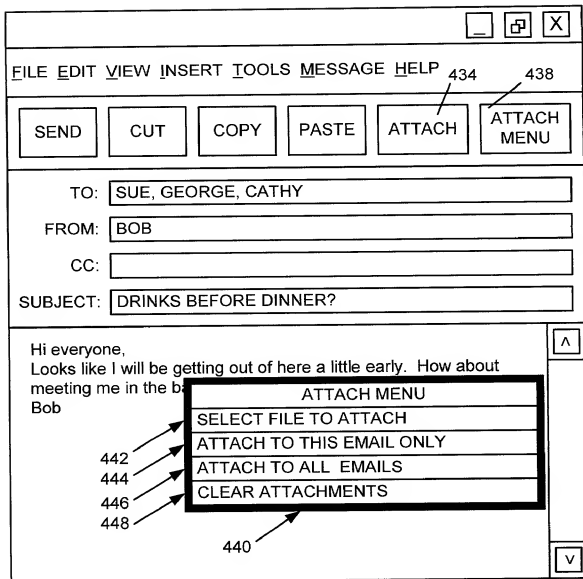 _ X
FILE EDIT VIEW INSERT TOOLS MESSAGE HELP
434 438
SEND CUT COPY PASTE ATTACH ATTACH MENU
TO: SUE, GEORGE, CATHY
FROM: BOB
CC:
SUBJECT: DRINKS BEFORE DINNER?
Hi everyone,
Looks like I will be getting out of here a little early. How about
meeting me in the
Bob
ATTACH MENU
442 SELECT FILE TO ATTACH
444 ATTACH TO THIS EMAIL ONLY
446 ATTACH TO ALL EMAILS
448 CLEAR ATTACHMENTS
440